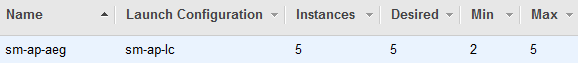 Name Launch Configuration Instances Desired Min Max
sm-ap-aeg sm-ap-lc 5 5 2 5